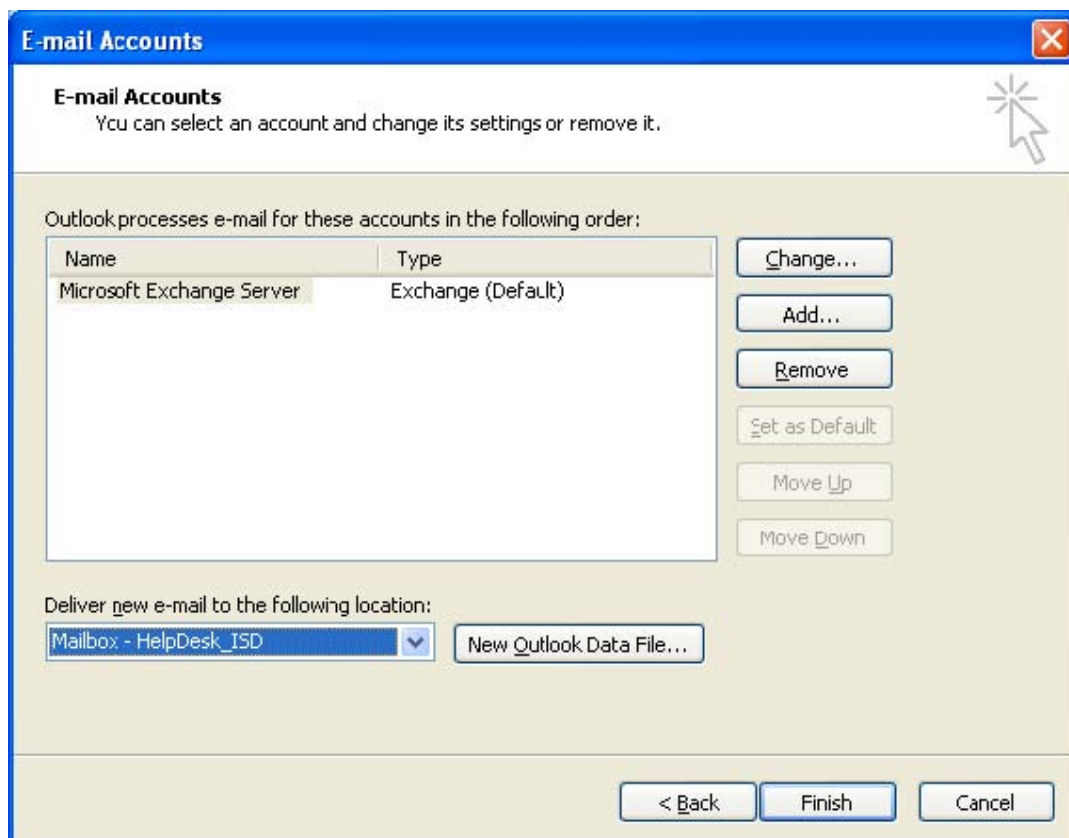 E-mail Accounts
E-mail Accounts
You can select an account and change its settings or remove it.
Outlook processes e-mail for these accounts in the following order:
Name Type
Microsoft Exchange Server Exchange (Default)
Change...
Add...
Remove
Set as Default
Move Up
Move Down
Deliver new e-mail to the following location:
Mailbox - HelpDesk_ISD New Outlook Data File...
< Back Finish Cancel